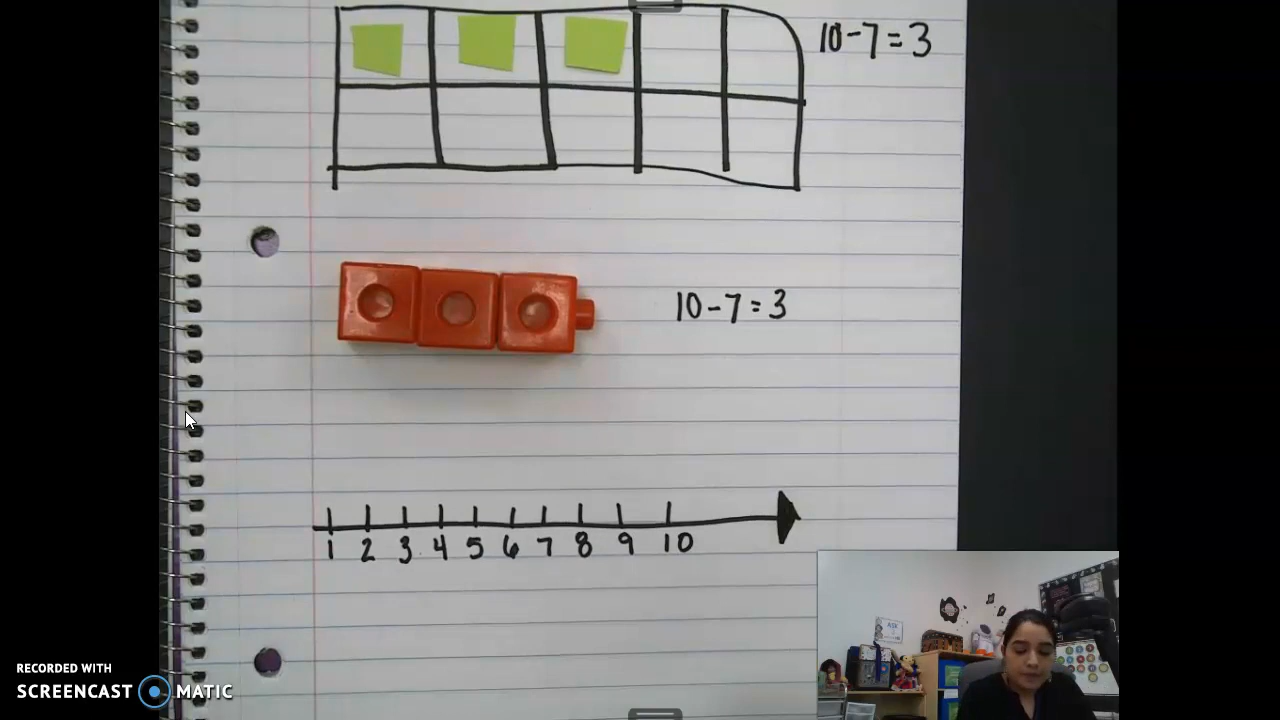 10-7=3
10-7=3
1 2 3 4 5 6 7 8 9 10
ASK
RECORDED WITH
SCREENCAST MATIC